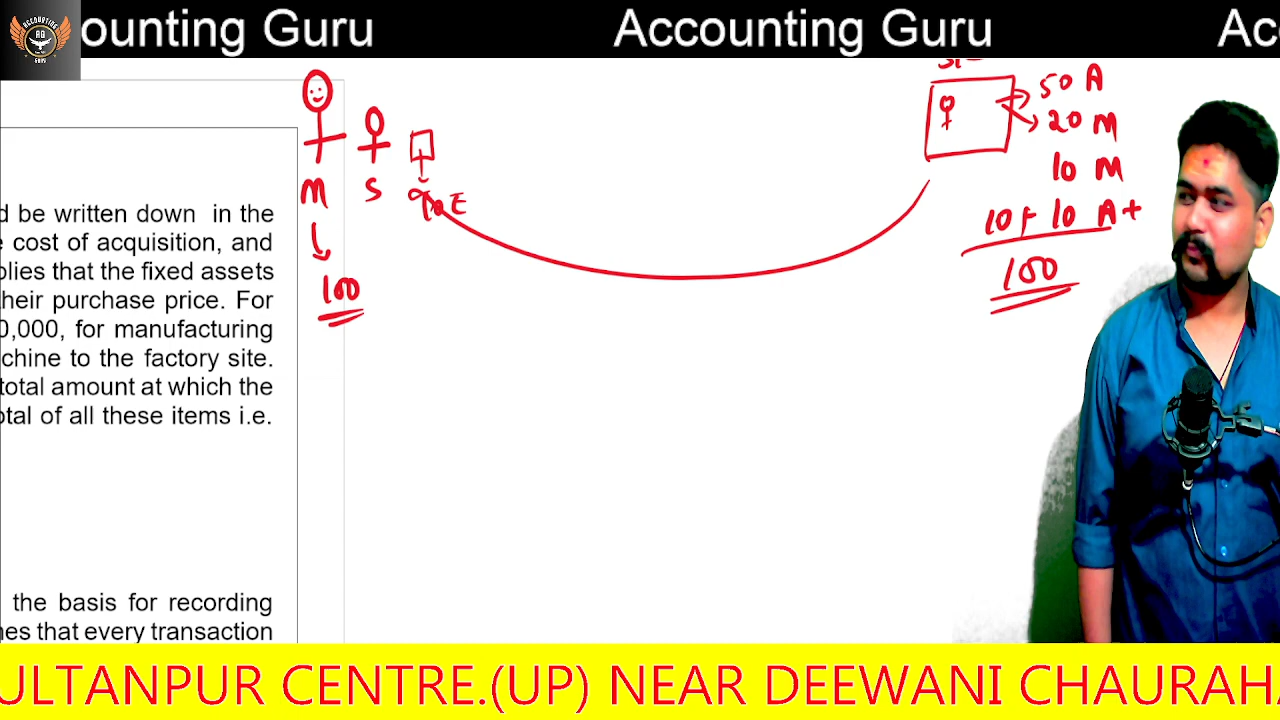 ounting Guru
Accounting Guru
Ac
ACCOUNTING
AG
GURU
50 A
20 M
10 M
10+ 10 A+
100
M
S
100
d be written down in the
cost of acquisition, and
plies that the fixed assets
heir purchase price. For
0,000, for manufacturing
chine to the factory site.
total amount at which the
otal of all these items i.e.
the basis for recording
nes that every transaction
ULTANPUR CENTRE.(UP) NEAR DEEWANI CHAURAH